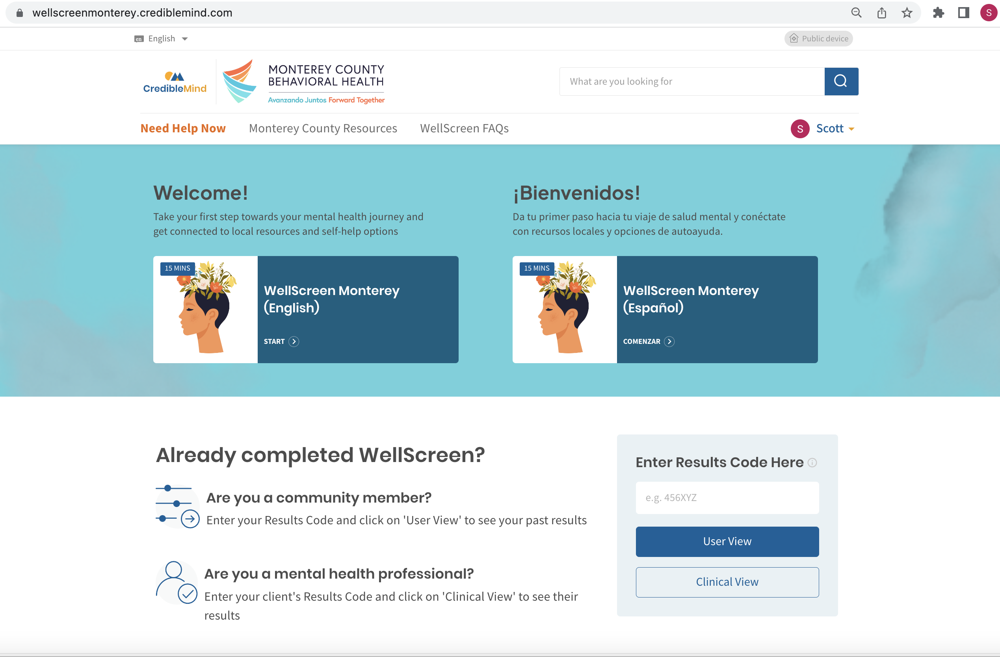 wellscreenmonterey.crediblemind.com
S
en English
Public device
CredibleMind
MONTEREY COUNTY
BEHAVIORAL HEALTH
Avanzando Juntos Forward Together
What are you looking for
Need Help Now
Monterey County Resources
WellScreen FAQs
S Scott
Welcome!
Take your first step towards your mental health journey and
get connected to local resources and self-help options
15 MINS
WellScreen Monterey
(English)
START
¡Bienvenidos!
Da tu primer paso hacia tu viaje de salud mental y conéctate
con recursos locales y opciones de autoayuda.
15 MINS
WellScreen Monterey
(Español)
COMENZAR
Already completed WellScreen?
Are you a community member?
Enter your Results Code and click on 'User View' to see your past results
Are you a mental health professional?
Enter your client's Results Code and click on 'Clinical View' to see their
results
Enter Results Code Here
e.g. 456XYZ
User View
Clinical View